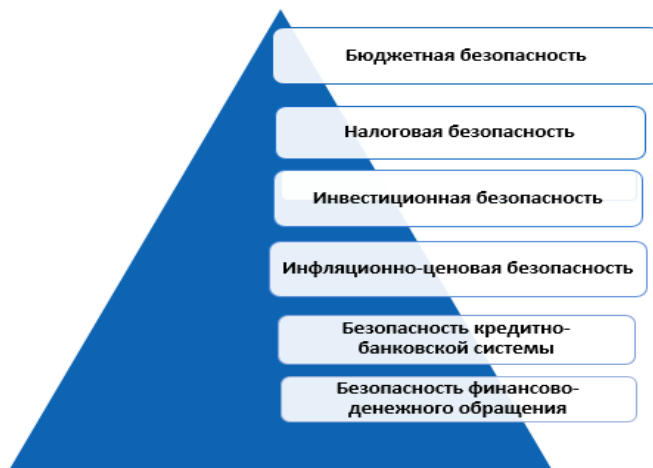 Бюджетная безопасность
Налоговая безопасность
Инвестиционная безопасность
Инфляционно-ценовая безопасность
Безопасность кредитно-
банковской системы
Безопасность финансово-
денежного обращения